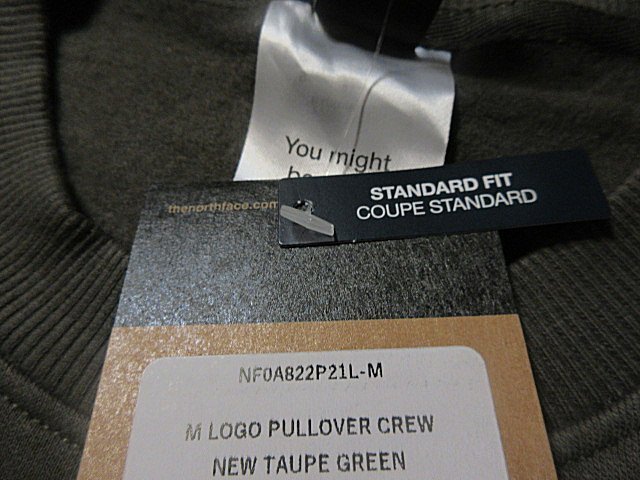 You might
thenorthface.com
STANDARD FIT
COUPE STANDARD
NF0A822P21L-M
M LOGO PULLOVER CREW
NEW TAUPE GREEN